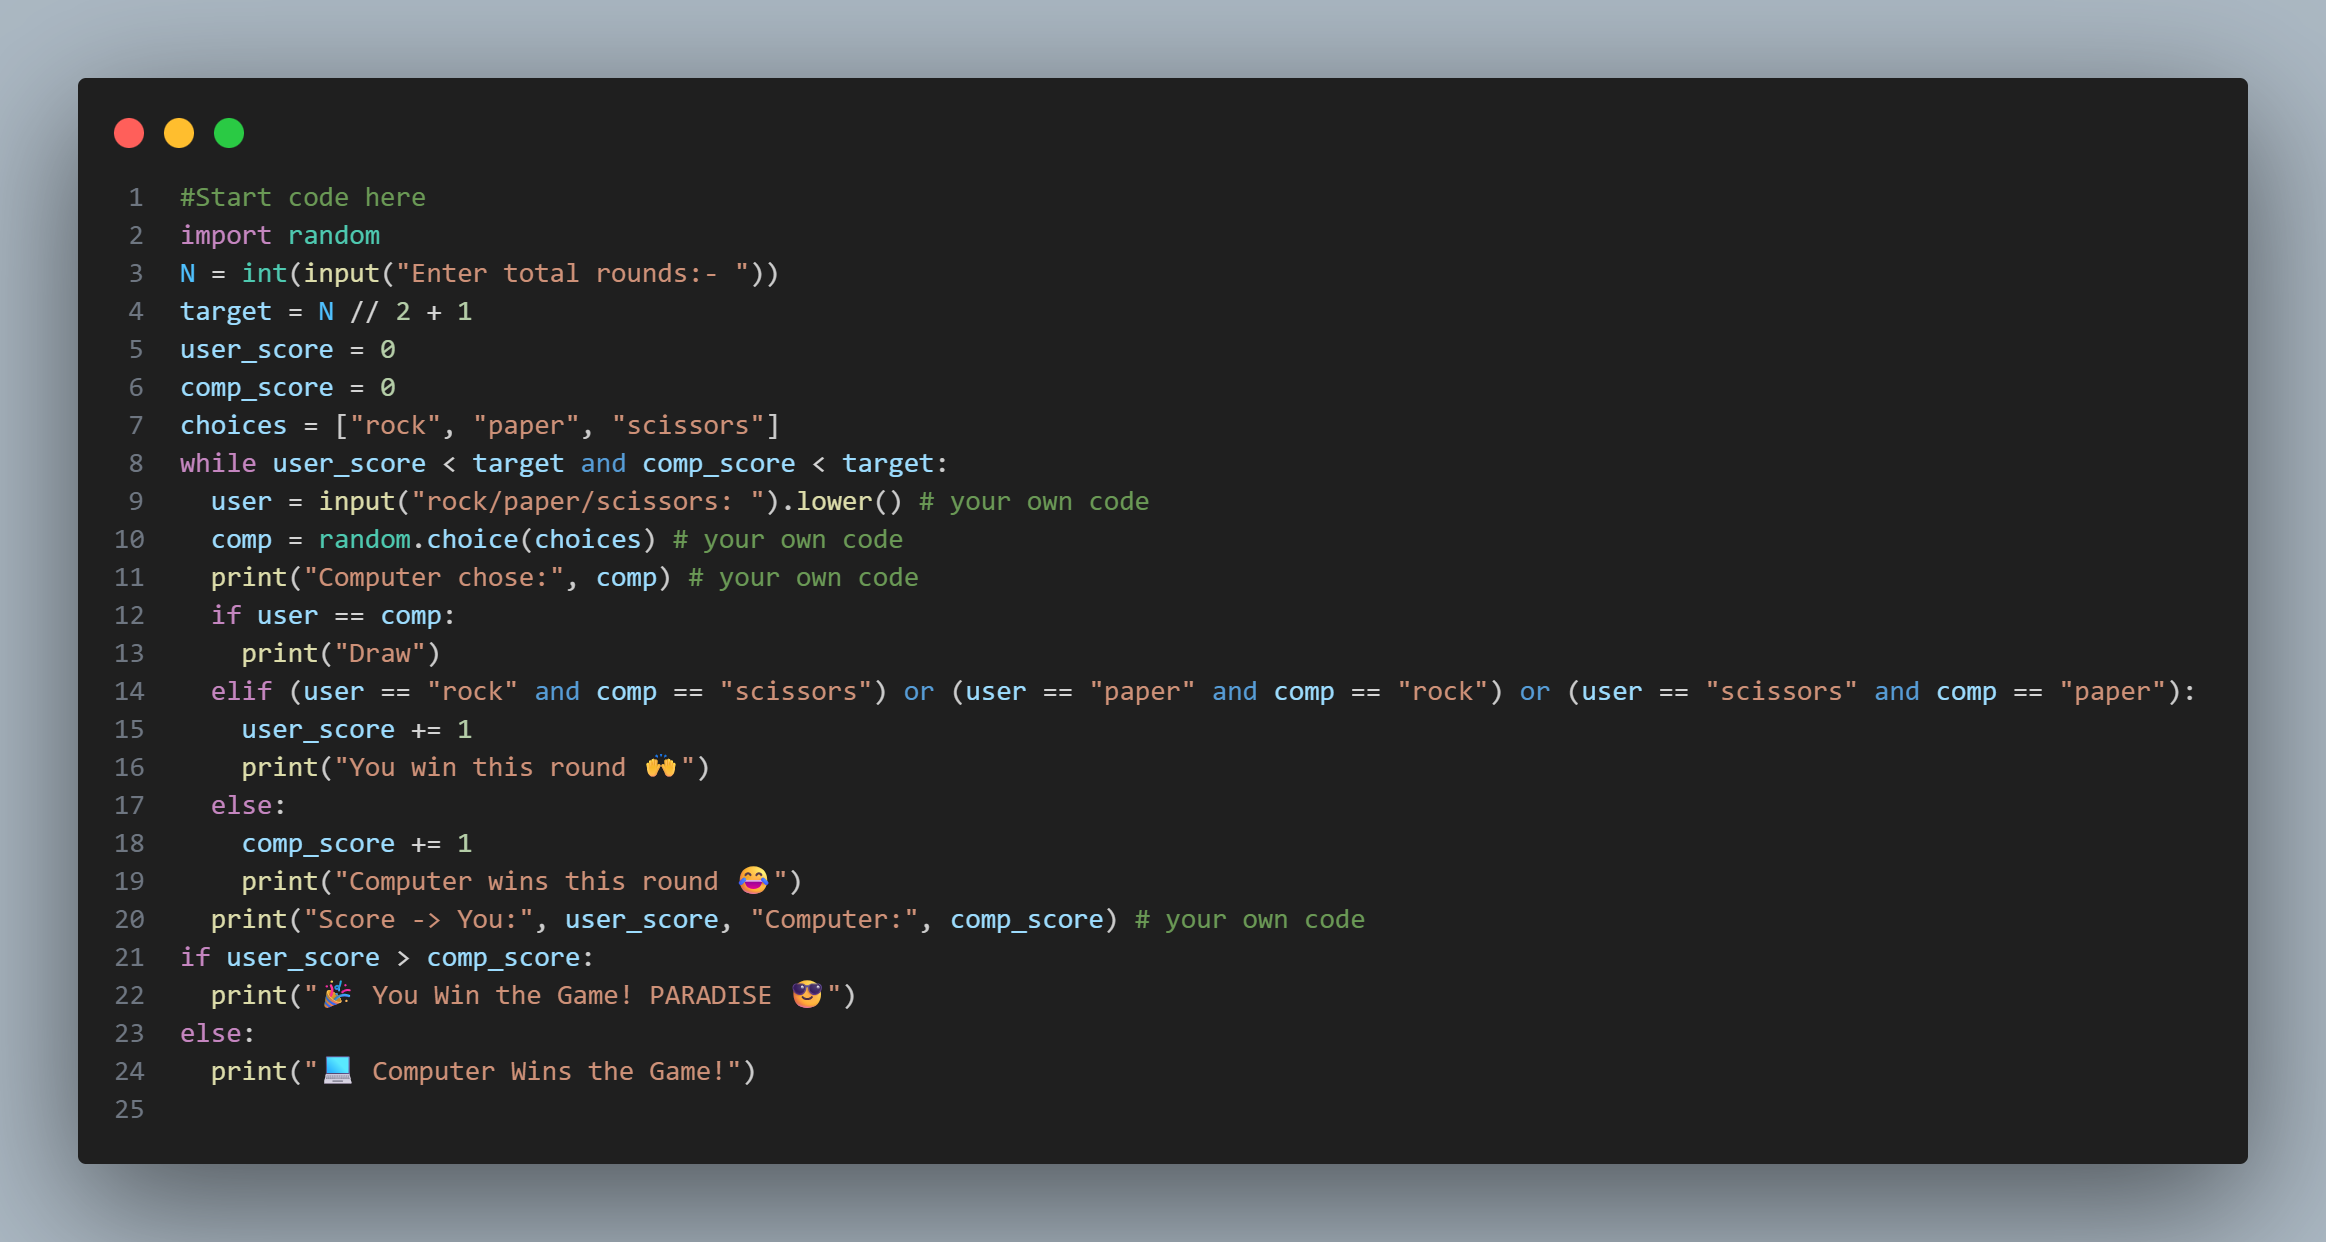 1 #Start code here
2 import random
3 N = int(input("Enter total rounds:- "))
4 target = N // 2 + 1
5 user_score = 0
6 comp_score = 0
7 choices = ["rock", "paper", "scissors"]
8 while user_score < target and comp_score < target:
9   user = input("rock/paper/scissors: ").lower() # your own code
10   comp = random.choice(choices) # your own code
11   print("Computer chose:", comp) # your own code
12   if user == comp:
13     print("Draw")
14   elif (user == "rock" and comp == "scissors") or (user == "paper" and comp == "rock") or (user == "scissors" and comp == "paper"):
15     user_score += 1
16     print("You win this round 🙌")
17   else:
18     comp_score += 1
19     print("Computer wins this round 😂")
20   print("Score -> You:", user_score, "Computer:", comp_score) # your own code
21 if user_score > comp_score:
22   print("🎉 You Win the Game! PARADISE 😎")
23 else:
24   print("💻 Computer Wins the Game!")
25